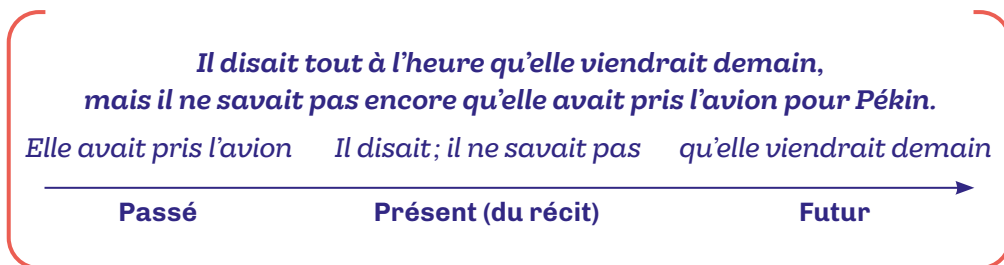 Il disait tout à l’heure qu’elle viendrait demain,
mais il ne savait pas encore qu’elle avait pris l’avion pour Pékin.
Elle avait pris l’avion Il disait ; il ne savait pas qu’elle viendrait demain
Passé Présent (du récit) Futur